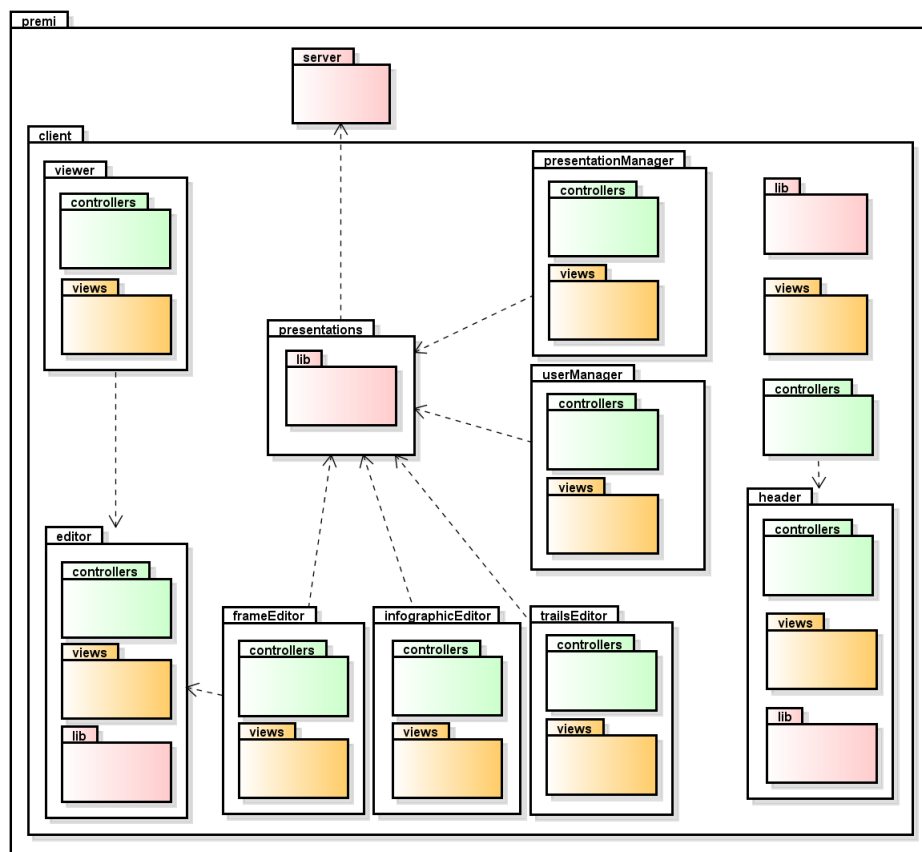 premi
server
client
viewer
controllers
views
presentationManager
controllers
views
lib
views
controllers
presentations
lib
userManager
controllers
views
header
controllers
views
lib
editor
controllers
views
lib
frameEditor
controllers
views
infographicEditor
controllers
views
trailsEditor
controllers
views